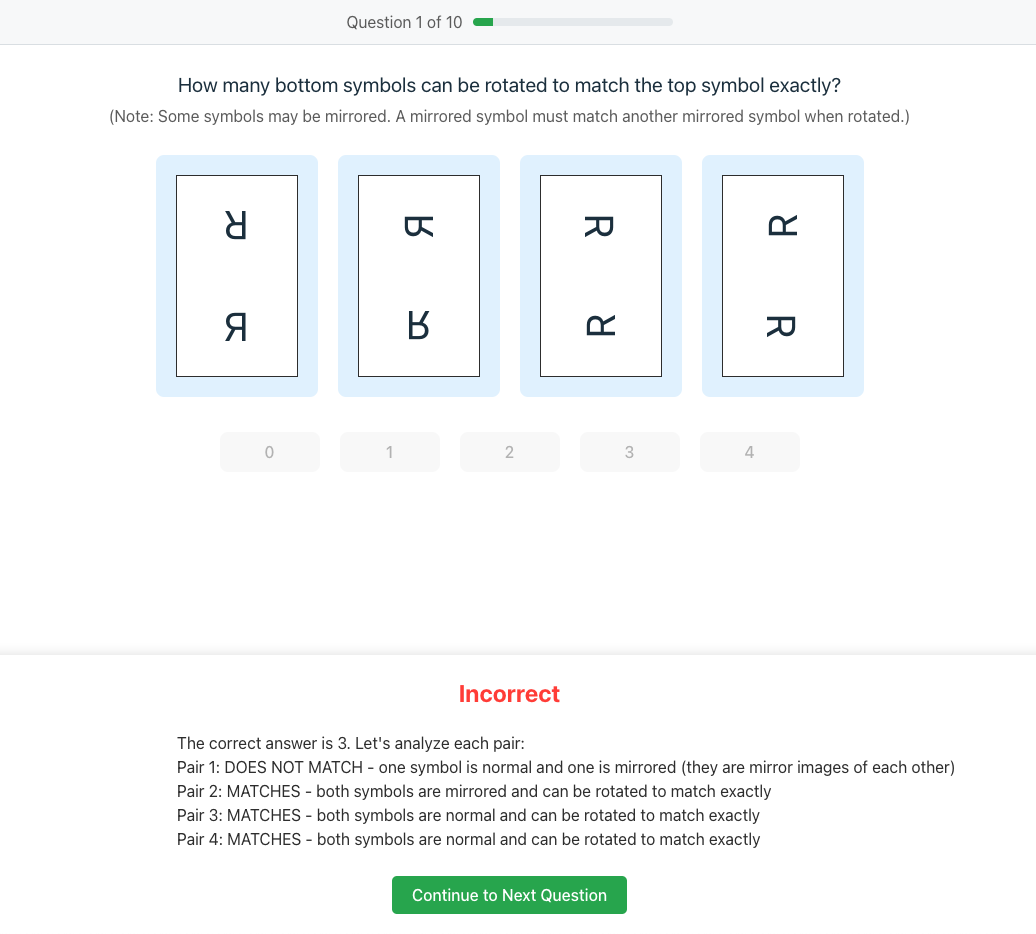 Question 1 of 10
How many bottom symbols can be rotated to match the top symbol exactly?
(Note: Some symbols may be mirrored. A mirrored symbol must match another mirrored symbol when rotated.)
R R R R
R R R R
0 1 2 3 4
Incorrect
The correct answer is 3. Let's analyze each pair:
Pair 1: DOES NOT MATCH - one symbol is normal and one is mirrored (they are mirror images of each other)
Pair 2: MATCHES - both symbols are mirrored and can be rotated to match exactly
Pair 3: MATCHES - both symbols are normal and can be rotated to match exactly
Pair 4: MATCHES - both symbols are normal and can be rotated to match exactly
Continue to Next Question